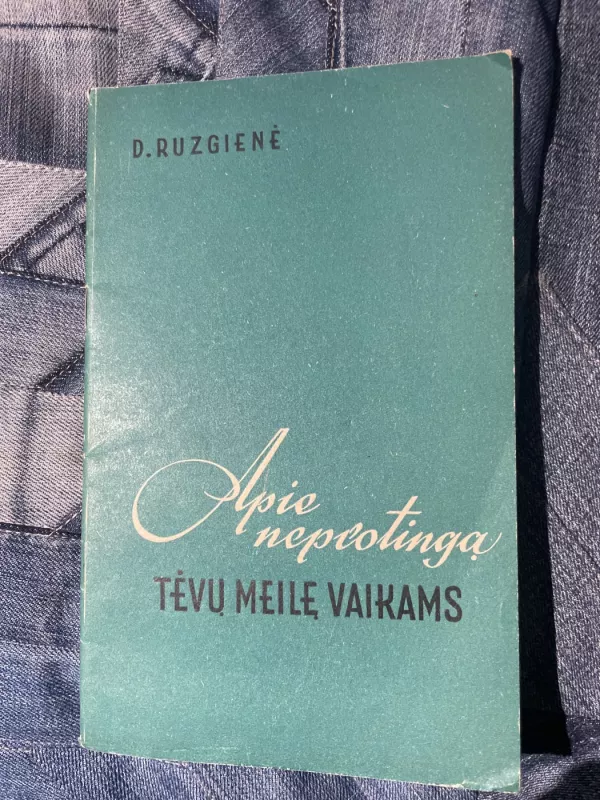 D. RUZGIENĖ
Apie
neprotingą
TĖVŲ MEILĘ VAIKAMS